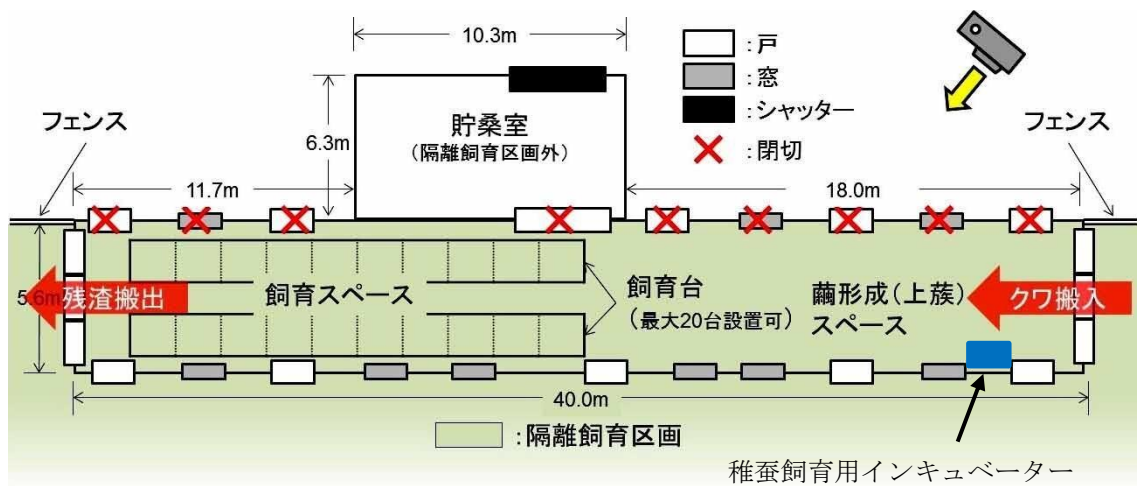 10.3m
:戸
:窓
:シャッター
:閉切
フェンス
6.3m
貯桑室
(隔離飼育区画外)
フェンス
11.7m
18.0m
5.6m
残渣搬出
飼育スペース
飼育台
(最大20台設置可)
繭形成(上蔟)
スペース
クワ搬入
40.0m
:隔離飼育区画
稚蚕飼育用インキュベーター